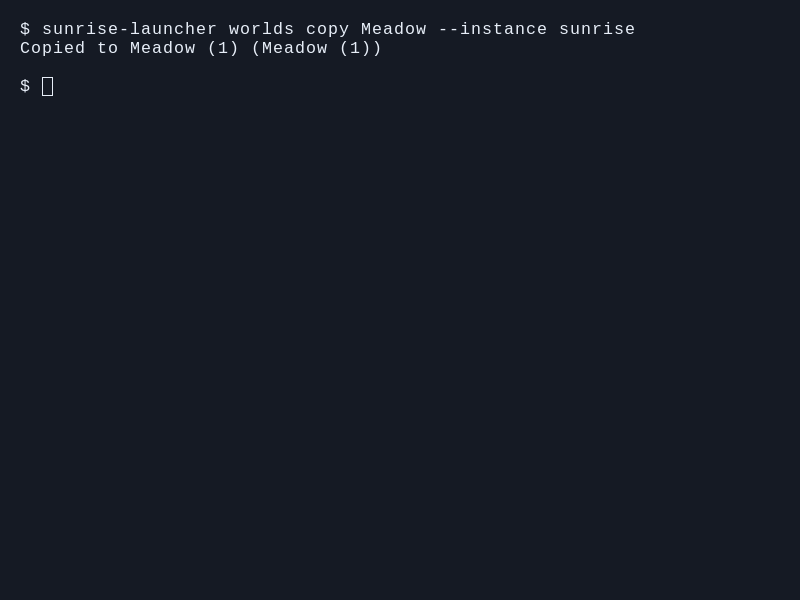 $ sunrise-launcher worlds copy Meadow --instance sunrise
Copied to Meadow (1) (Meadow (1))
$